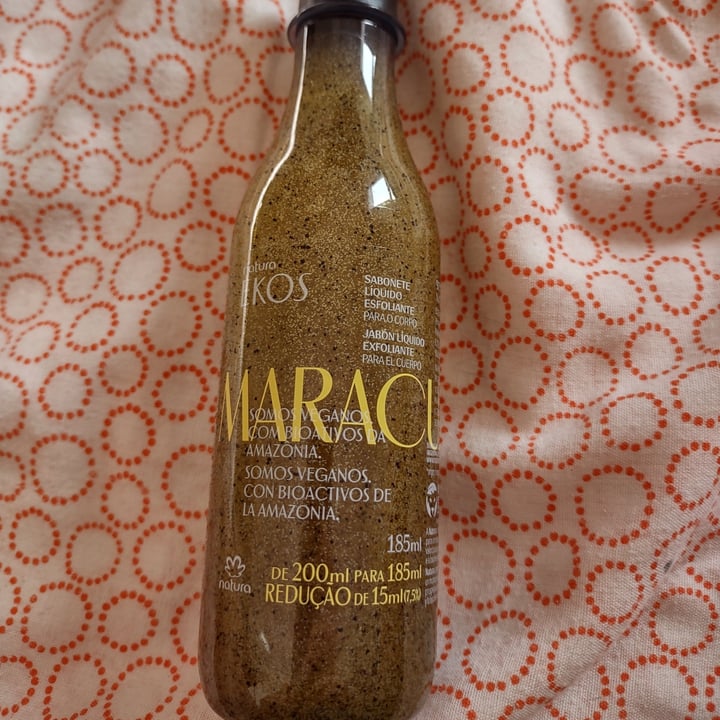 natura
EKOS
SABONETE
LÍQUIDO
ESFOLIANTE
PARA O CORPO
JABÓN LÍQUIDO
EXFOLIANTE
PARA EL CUERPO
MARACU
SOMOS VEGANOS.
COM BIOATIVOS DA
AMAZÔNIA.
SOMOS VEGANOS.
CON BIOACTIVOS DE
LA AMAZONÍA.
185ml
DE 200ml PARA 185ml
REDUÇÃO DE 15ml(7,5%)
natura